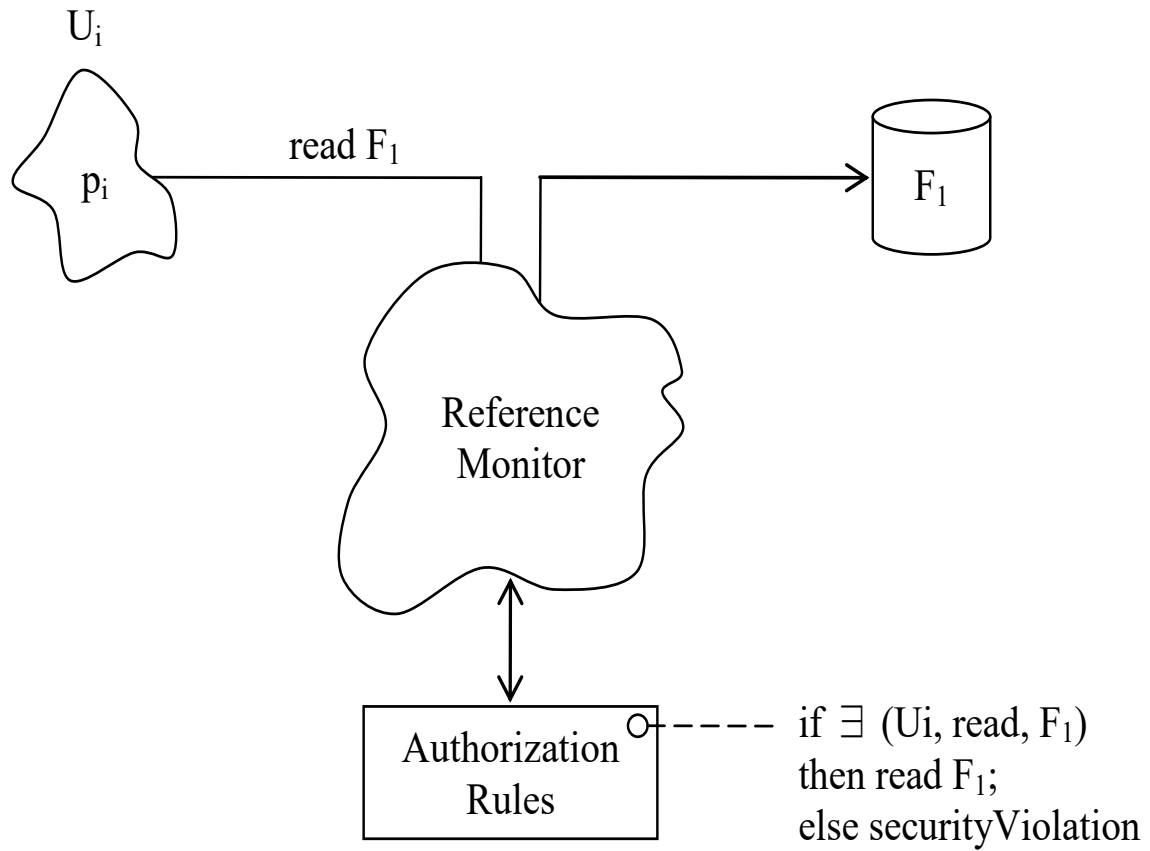 Uᵢ
read F₁
pᵢ
F₁
Reference
Monitor
Authorization
Rules
if ∃ (Ui, read, F₁)
then read F₁;
else securityViolation